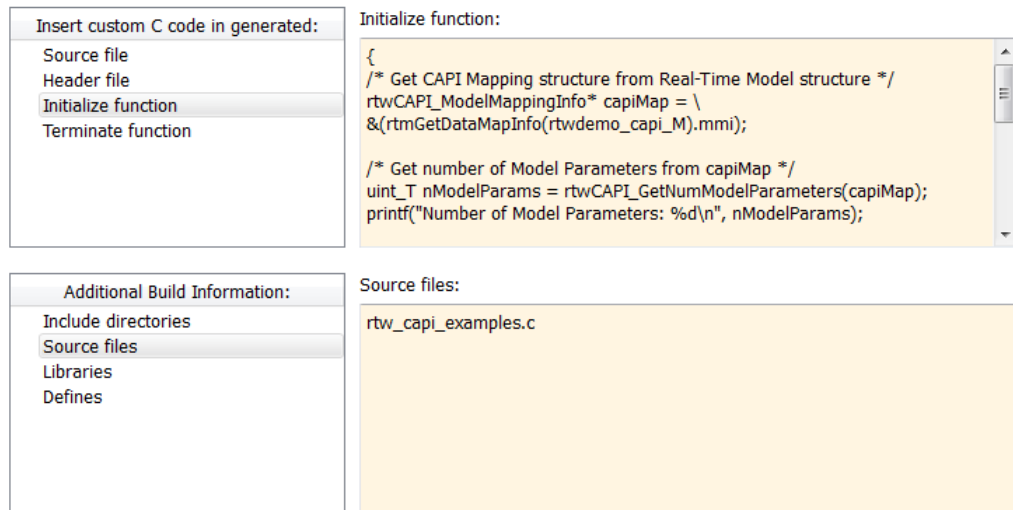 Insert custom C code in generated:
Source file
Header file
Initialize function
Terminate function
Initialize function:
{
/* Get CAPI Mapping structure from Real-Time Model structure */
rtwCAPI_ModelMappingInfo* capiMap = \
&(rtmGetDataMapInfo(rtwdemo_capi_M).mmi);
/* Get number of Model Parameters from capiMap */
uint_T nModelParams = rtwCAPI_GetNumModelParameters(capiMap);
printf("Number of Model Parameters: %d\n", nModelParams);
Additional Build Information:
Include directories
Source files
Libraries
Defines
Source files:
rtw_capi_examples.c